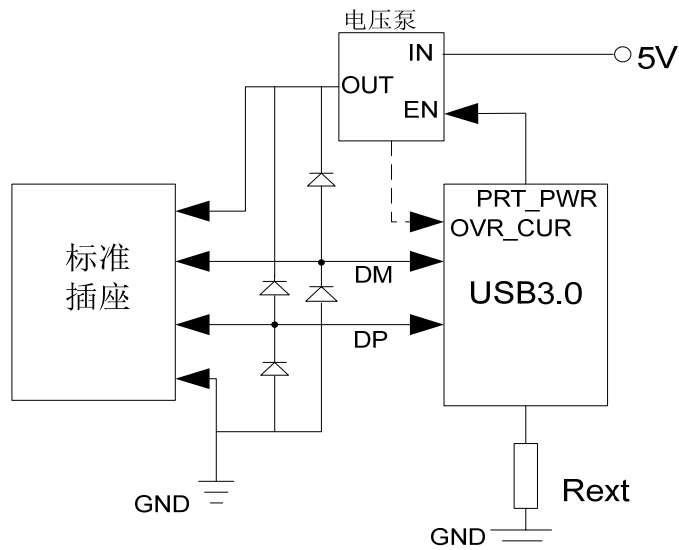 电压泵
IN
5V
OUT
EN
PRT_PWR
OVR_CUR
标准
插座
DM
USB3.0
DP
Rext
GND
GND